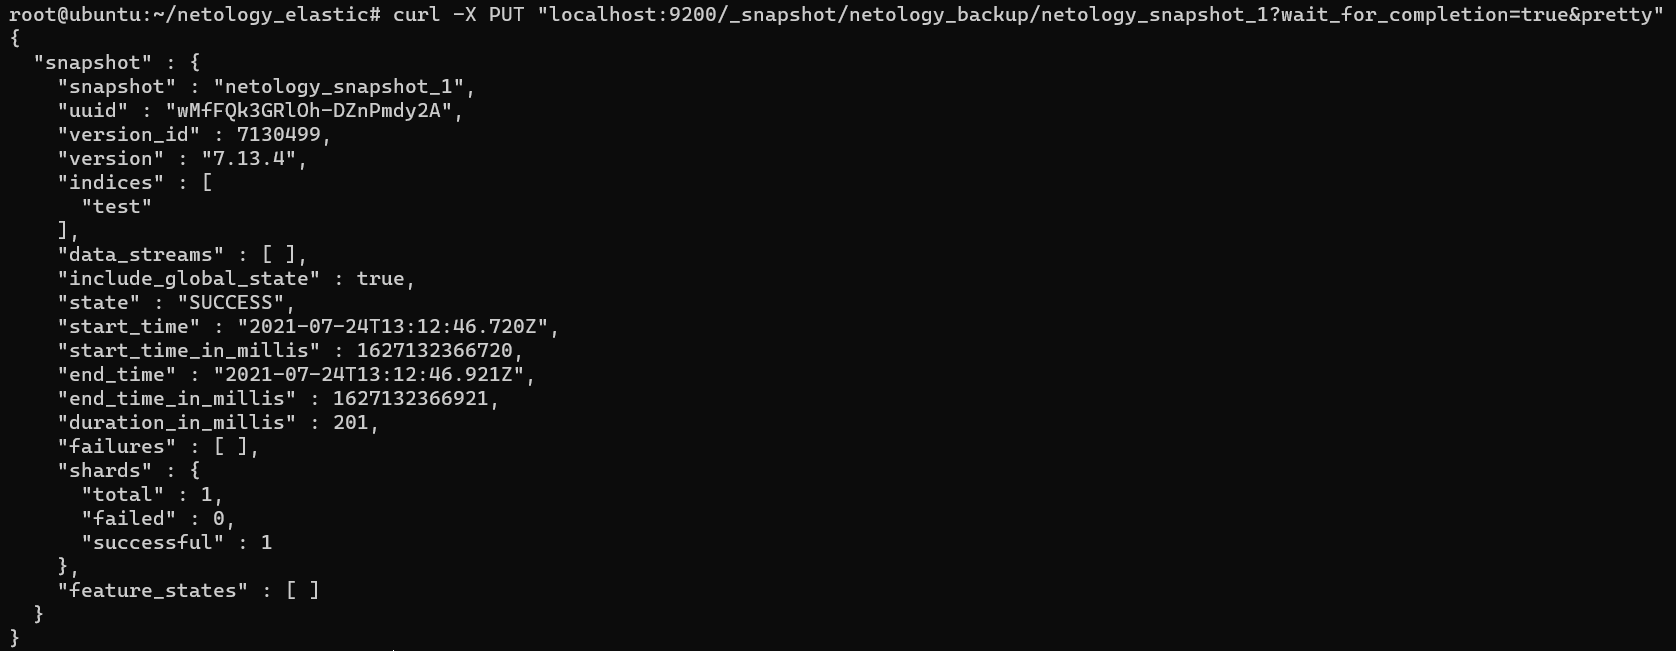 root@ubuntu:~/netology_elastic# curl -X PUT "localhost:9200/_snapshot/netology_backup/netology_snapshot_1?wait_for_completion=true&pretty"
{
  "snapshot" : {
    "snapshot" : "netology_snapshot_1",
    "uuid" : "wMfFQk3GRlOh-DZnPmdy2A",
    "version_id" : 7130499,
    "version" : "7.13.4",
    "indices" : [
      "test"
    ],
    "data_streams" : [ ],
    "include_global_state" : true,
    "state" : "SUCCESS",
    "start_time" : "2021-07-24T13:12:46.720Z",
    "start_time_in_millis" : 1627132366720,
    "end_time" : "2021-07-24T13:12:46.921Z",
    "end_time_in_millis" : 1627132366921,
    "duration_in_millis" : 201,
    "failures" : [ ],
    "shards" : {
      "total" : 1,
      "failed" : 0,
      "successful" : 1
    },
    "feature_states" : [ ]
  }
}